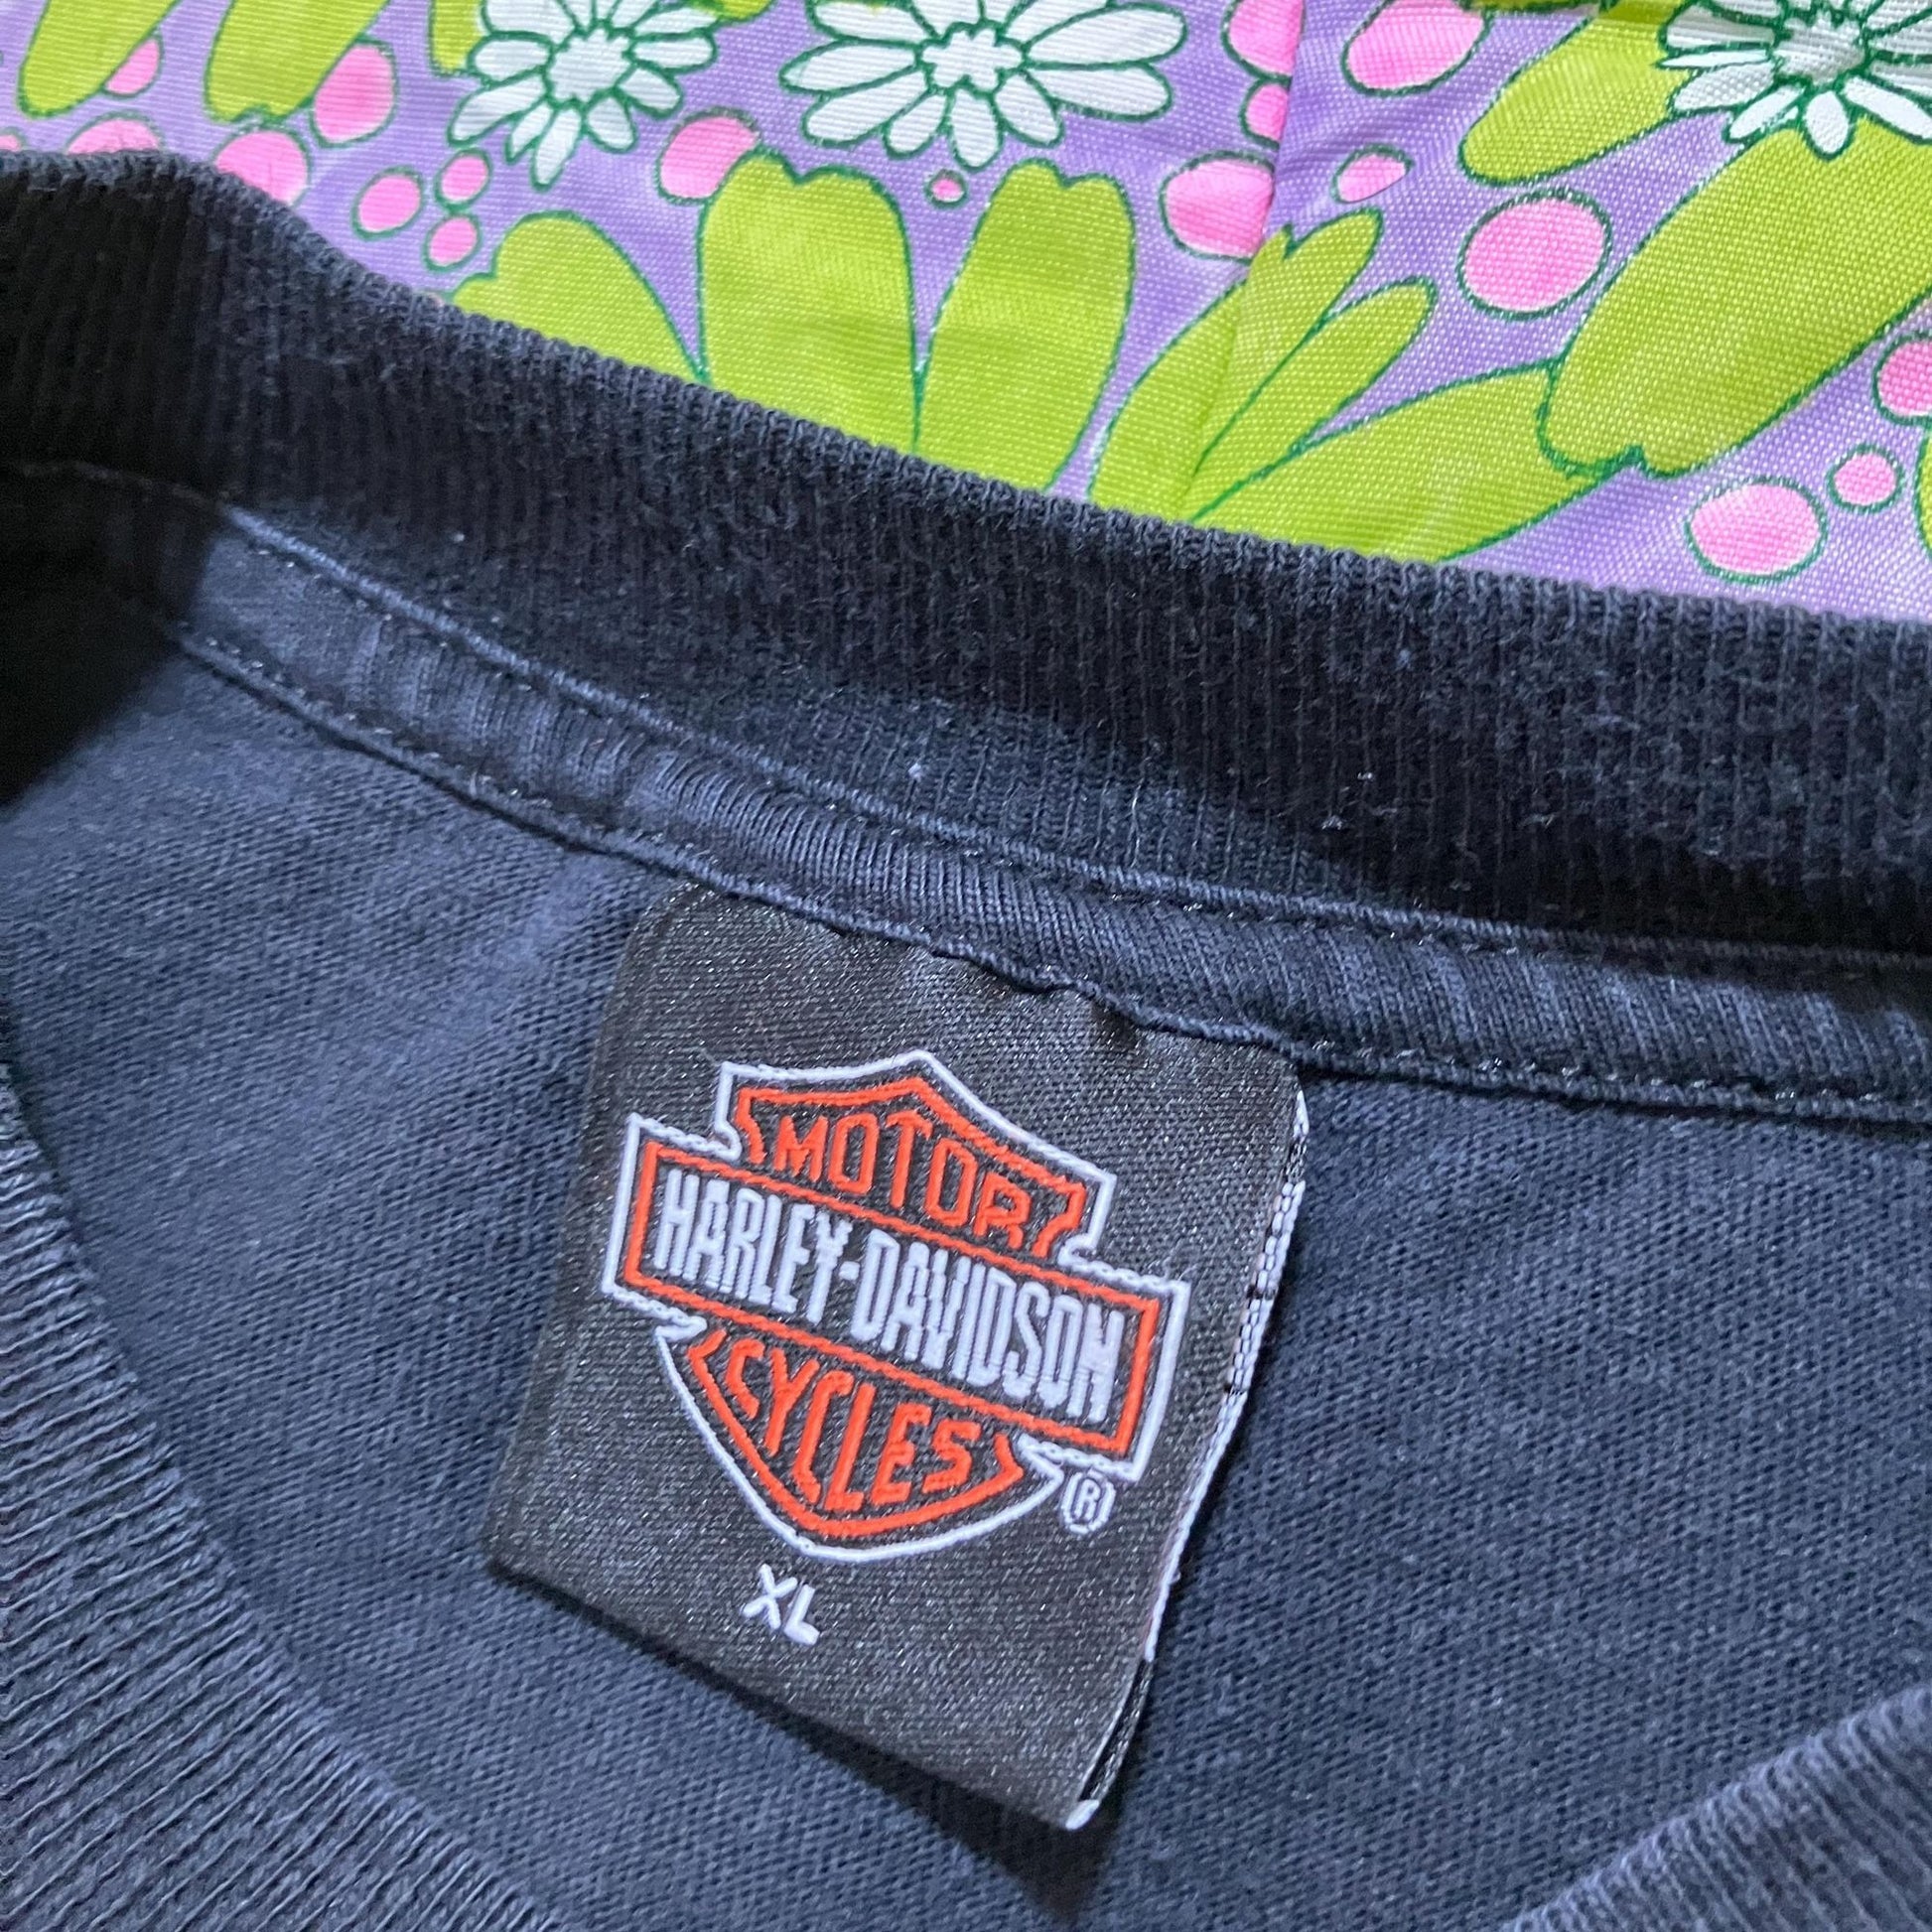 MOTOR
HARLEY-DAVIDSON
CYCLES
®
XL